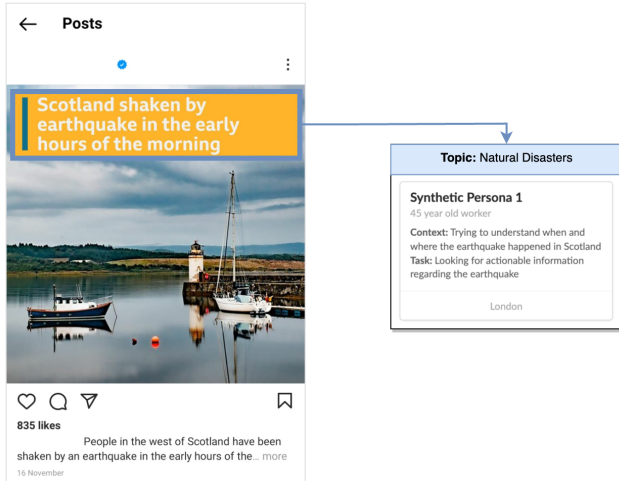 Posts
Scotland shaken by
earthquake in the early
hours of the morning
835 likes
People in the west of Scotland have been
shaken by an earthquake in the early hours of the... more
16 November
Topic: Natural Disasters
Synthetic Persona 1
45 year old worker
Context: Trying to understand when and
where the earthquake happened in Scotland
Task: Looking for actionable information
regarding the earthquake
London